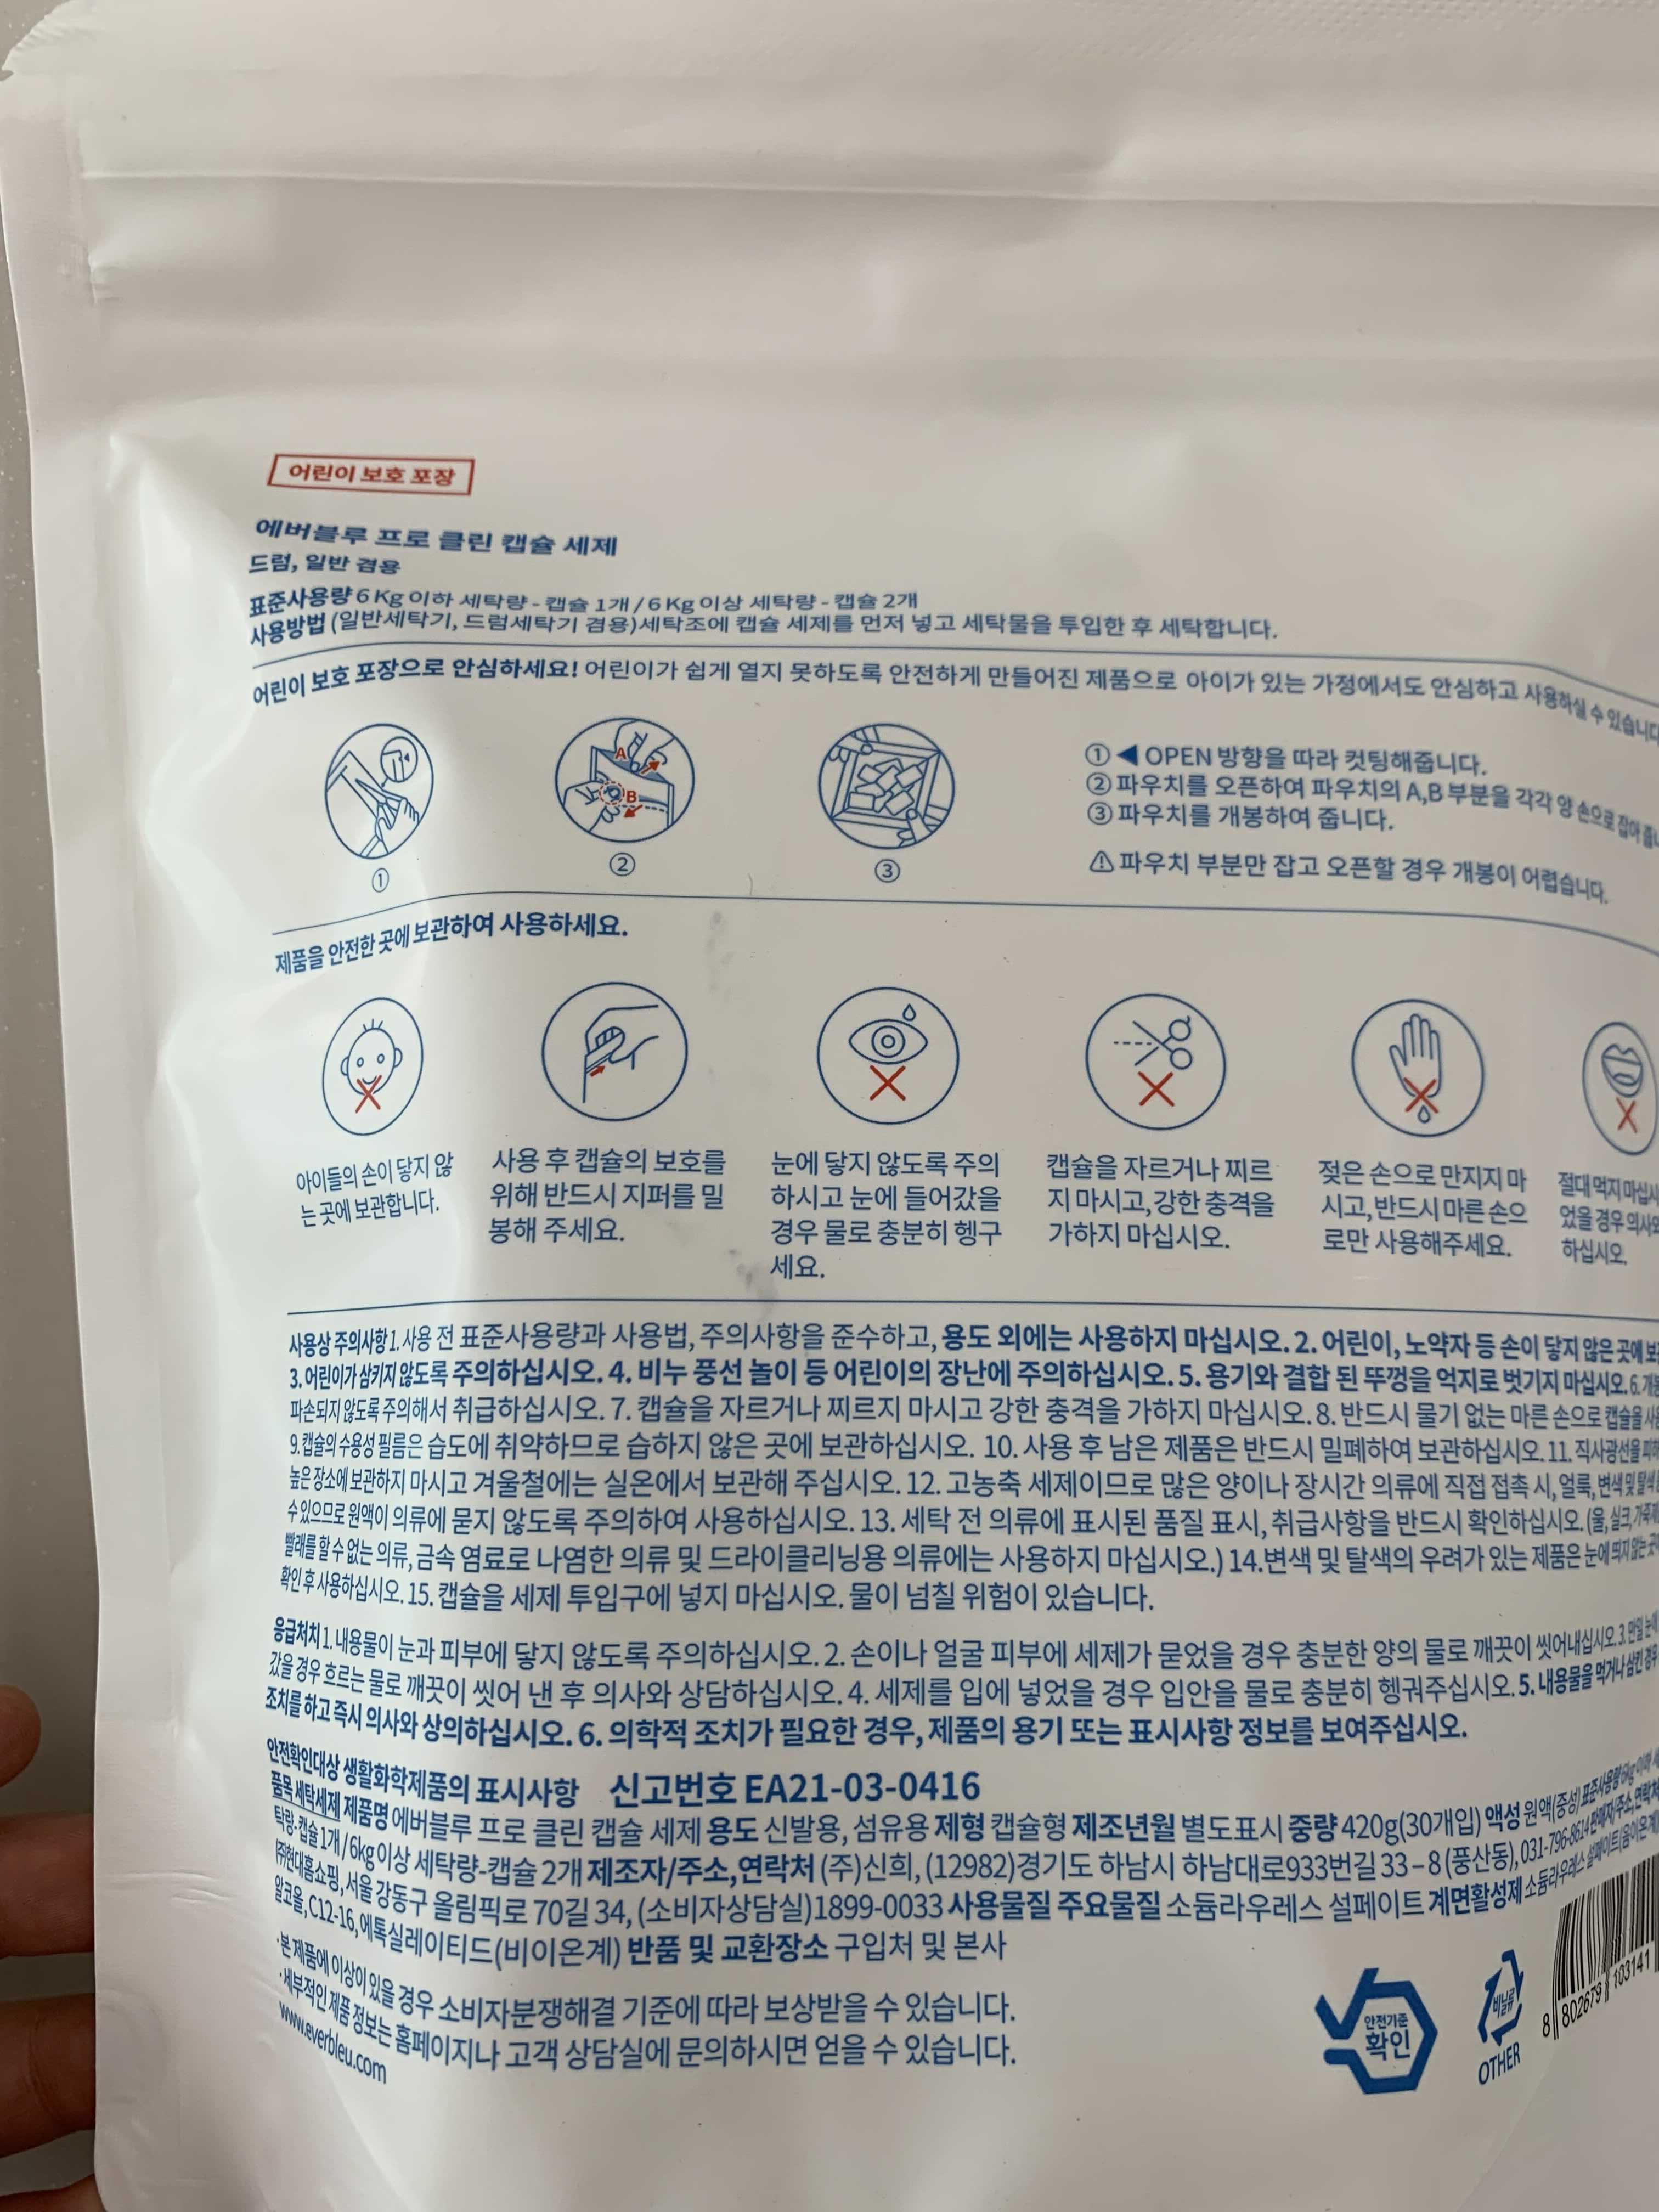 어린이 보호 포장
에버블루 프로 클린 캡슐 세제
드럼, 일반 겸용
표준사용량 6 Kg 이하 세탁량 - 캡슐 1개 / 6 Kg 이상 세탁량 - 캡슐 2개
사용방법 (일반세탁기, 드럼세탁기 겸용)세탁조에 캡슐 세제를 먼저 넣고 세탁물을 투입한 후 세탁합니다.
어린이 보호 포장으로 안심하세요! 어린이가 쉽게 열지 못하도록 안전하게 만들어진 제품으로 아이가 있는 가정에서도 안심하고 사용하실 수 있습니다
A
B
① ② ③
① ◀ OPEN 방향을 따라 컷팅해줍니다.
② 파우치를 오픈하여 파우치의 A,B 부분을 각각 양 손으로 잡아
③ 파우치를 개봉하여 줍니다.
⚠ 파우치 부분만 잡고 오픈할 경우 개봉이 어렵습니다.
제품을 안전한 곳에 보관하여 사용하세요.
아이들의 손이 닿지 않
는 곳에 보관합니다.
사용 후 캡슐의 보호를
위해 반드시 지퍼를 밀
봉해 주세요.
눈에 닿지 않도록 주의
하시고 눈에 들어갔을
경우 물로 충분히 헹구
세요.
캡슐을 자르거나 찌르
지 마시고, 강한 충격을
가하지 마십시오.
젖은 손으로 만지지 마
시고, 반드시 마른 손으
로만 사용해주세요.
절대 먹지 마십시
었을 경우 의사와
하십시오.
사용상 주의사항 1. 사용 전 표준사용량과 사용법, 주의사항을 준수하고, 용도 외에는 사용하지 마십시오. 2. 어린이, 노약자 등 손이 닿지 않은 곳에
3. 어린이가 삼키지 않도록 주의하십시오. 4. 비누 풍선 놀이 등 어린이의 장난에 주의하십시오. 5. 용기와 결합 된 뚜껑을 억지로 벗기지 마십시오. 6.
파손되지 않도록 주의해서 취급하십시오. 7. 캡슐을 자르거나 찌르지 마시고 강한 충격을 가하지 마십시오. 8. 반드시 물기 없는 마른 손으로 캡슐을
9. 캡슐의 수용성 필름은 습도에 취약하므로 습하지 않은 곳에 보관하십시오. 10. 사용 후 남은 제품은 반드시 밀폐하여 보관하십시오. 11. 직사광선을
높은 장소에 보관하지 마시고 겨울철에는 실온에서 보관해 주십시오. 12. 고농축 세제이므로 많은 양이나 장시간 의류에 직접 접촉 시, 얼룩, 변색 및 탈색
수 있으므로 원액이 의류에 묻지 않도록 주의하여 사용하십시오. 13. 세탁 전 의류에 표시된 품질 표시, 취급사항을 반드시 확인하십시오. (울, 실크,
빨래를 할 수 없는 의류, 금속 염료로 나염한 의류 및 드라이클리닝용 의류에는 사용하지 마십시오.) 14.변색 및 탈색의 우려가 있는 제품은 눈에 띄지 않는
확인 후 사용하십시오. 15. 캡슐을 세제 투입구에 넣지 마십시오. 물이 넘칠 위험이 있습니다.
응급처치 1. 내용물이 눈과 피부에 닿지 않도록 주의하십시오. 2. 손이나 얼굴 피부에 세제가 묻었을 경우 충분한 양의 물로 깨끗이 씻어내십시오. 3. 만일 눈에
갔을 경우 흐르는 물로 깨끗이 씻어 낸 후 의사와 상담하십시오. 4. 세제를 입에 넣었을 경우 입안을 물로 충분히 헹궈주십시오. 5. 내용물을 먹거나 삼킨 경우
조치를 하고 즉시 의사와 상의하십시오. 6. 의학적 조치가 필요한 경우, 제품의 용기 또는 표시사항 정보를 보여주십시오.
안전확인대상 생활화학제품의 표시사항 신고번호 EA21-03-0416
품목 세탁세제 제품명 에버블루 프로 클린 캡슐 세제 용도 신발용, 섬유용 제형 캡슐형 제조년월 별도표시 중량 420g(30개입) 액성 원액(중성) 표준사용량 6kg 이하
탁량-캡슐 1개 / 6kg 이상 세탁량-캡슐 2개 제조자/주소,연락처 (주)신희, (12982)경기도 하남시 하남대로933번길 33 – 8 (풍산동), 031-796-8614 판매자/주소,연락처
㈜현대홈쇼핑, 서울 강동구 올림픽로 70길 34, (소비자상담실)1899-0033 사용물질 주요물질 소듐라우레스 설페이트 계면활성제 소듐라우레스 설페이트(음이온계)
알코올, C12-16, 에톡실레이티드(비이온계) 반품 및 교환장소 구입처 및 본사
·본 제품에 이상이 있을 경우 소비자분쟁해결 기준에 따라 보상받을 수 있습니다.
·세부적인 제품 정보는 홈페이지나 고객 상담실에 문의하시면 얻을 수 있습니다.
www.everbleu.com
안전기준
확인
비닐류
OTHER
8 802679 103141